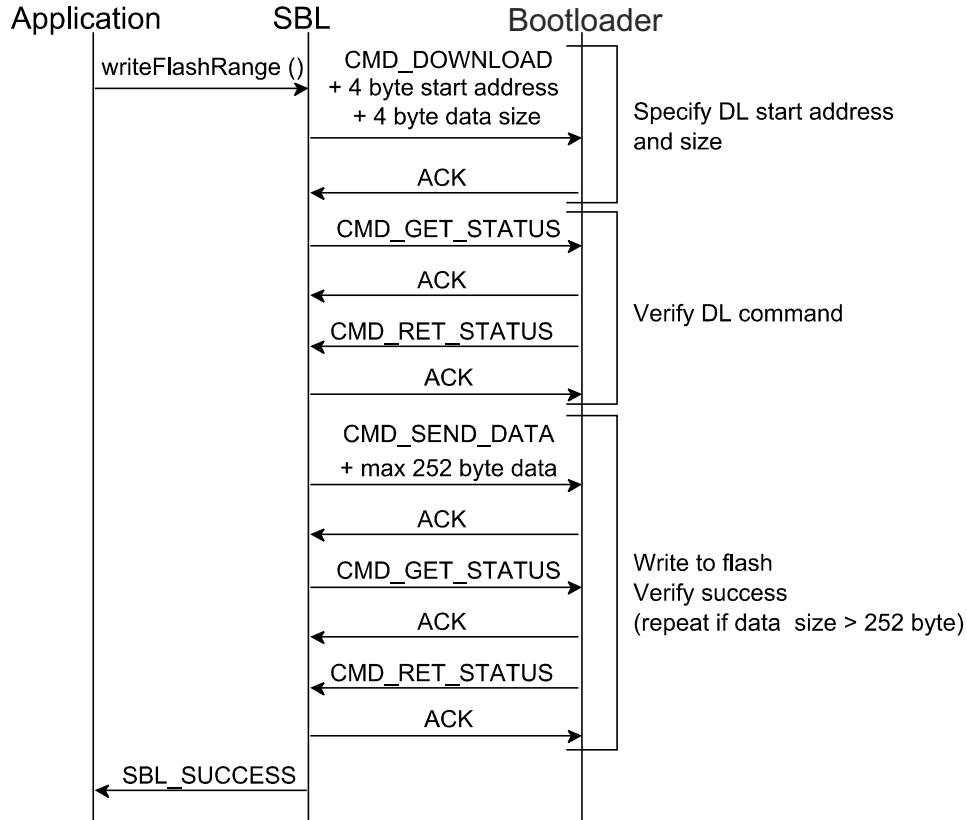 Application
SBL
Bootloader
writeFlashRange ()
CMD_DOWNLOAD
+ 4 byte start address
+ 4 byte data size
Specify DL start address
and size
ACK
CMD_GET_STATUS
ACK
Verify DL command
CMD_RET_STATUS
ACK
CMD_SEND_DATA
+ max 252 byte data
ACK
Write to flash
CMD_GET_STATUS
Verify success
ACK
(repeat if data size > 252 byte)
CMD_RET_STATUS
ACK
SBL_SUCCESS